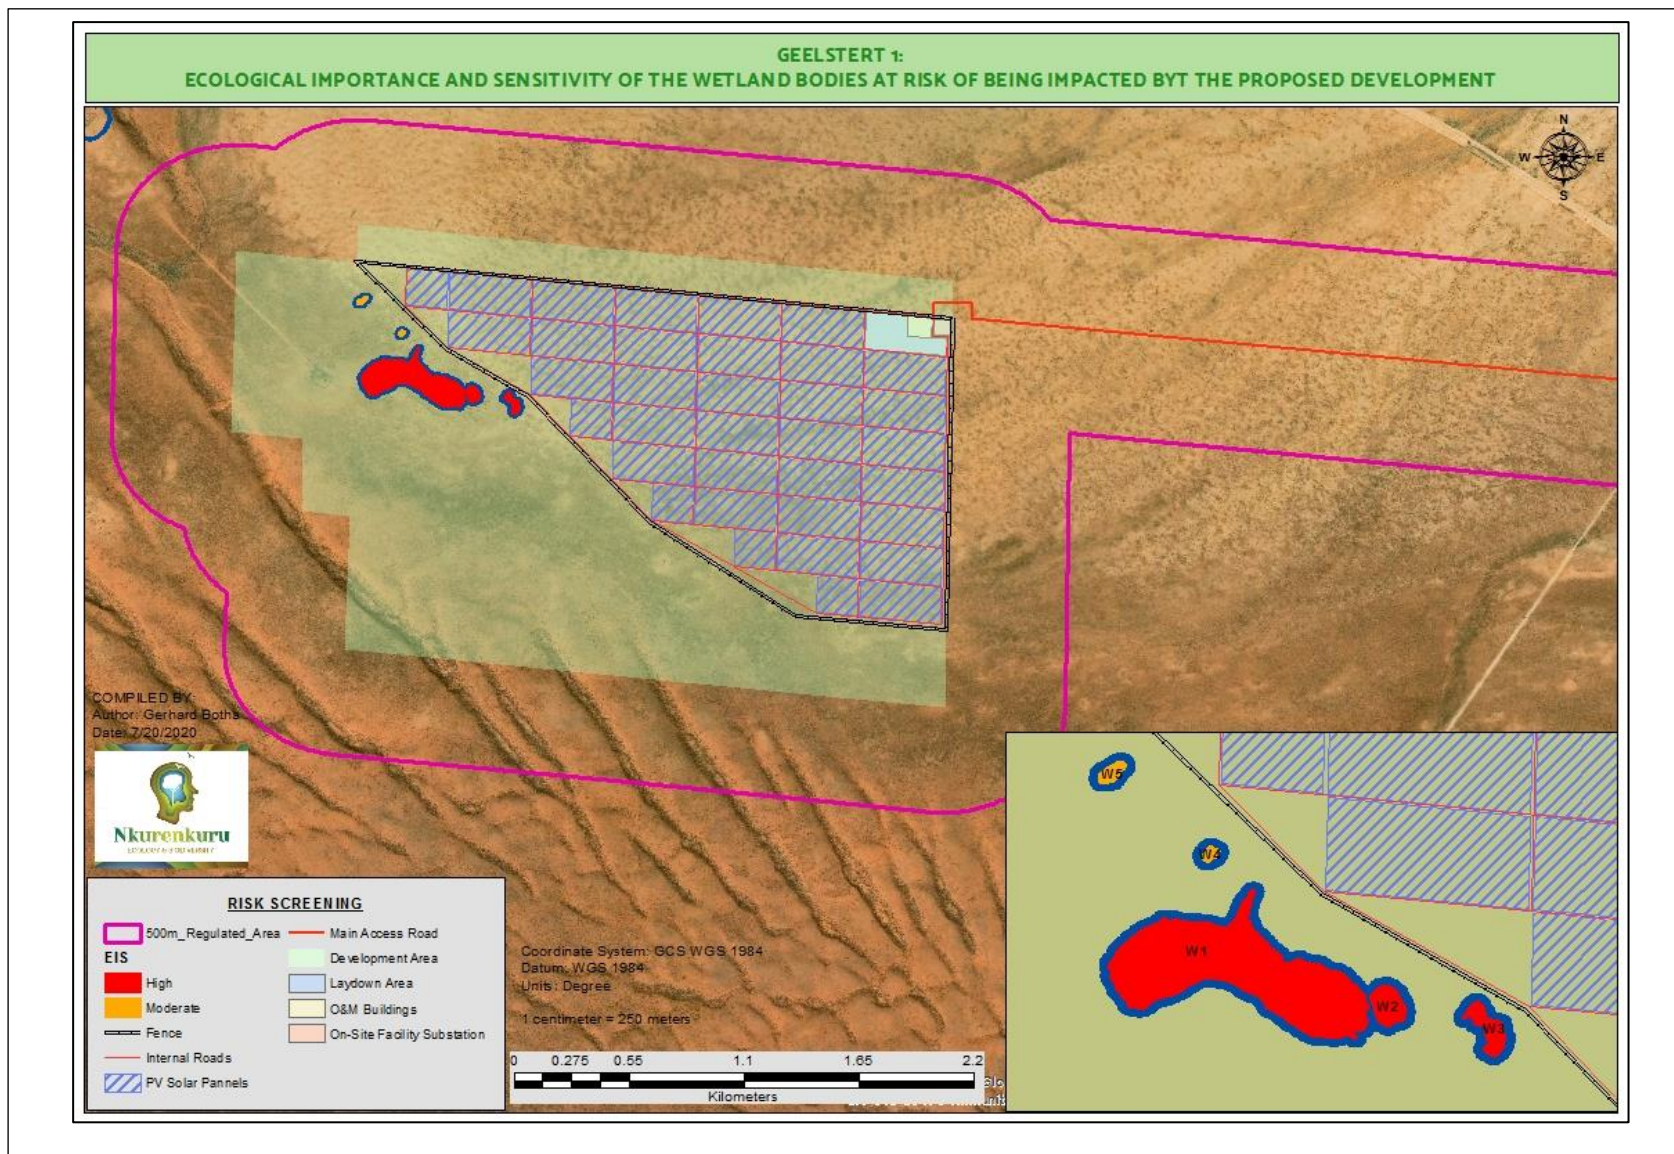 GEELSTERT 1:
ECOLOGICAL IMPORTANCE AND SENSITIVITY OF THE WETLAND BODIES AT RISK OF BEING IMPACTED BYT THE PROPOSED DEVELOPMENT
N
W E
S
COMPILED BY:
Author: Gerhard Botha
Date: 7/20/2020
Nkurenkuru
ECOLOGY & BIODIVERSITY
RISK SCREENING
500m_Regulated_Area
EIS
High
Moderate
Fence
Internal Roads
PV Solar Pannels
Main Access Road
Development Area
Laydown Area
O&M Buildings
On-Site Facility Substation
Coordinate System: GCS WGS 1984
Datum: WGS 1984
Units: Degree
1 centimeter = 250 meters
0 0.275 0.55 1.1 1.65 2.2
Kilometers
W5
W4
W1
W2
W3